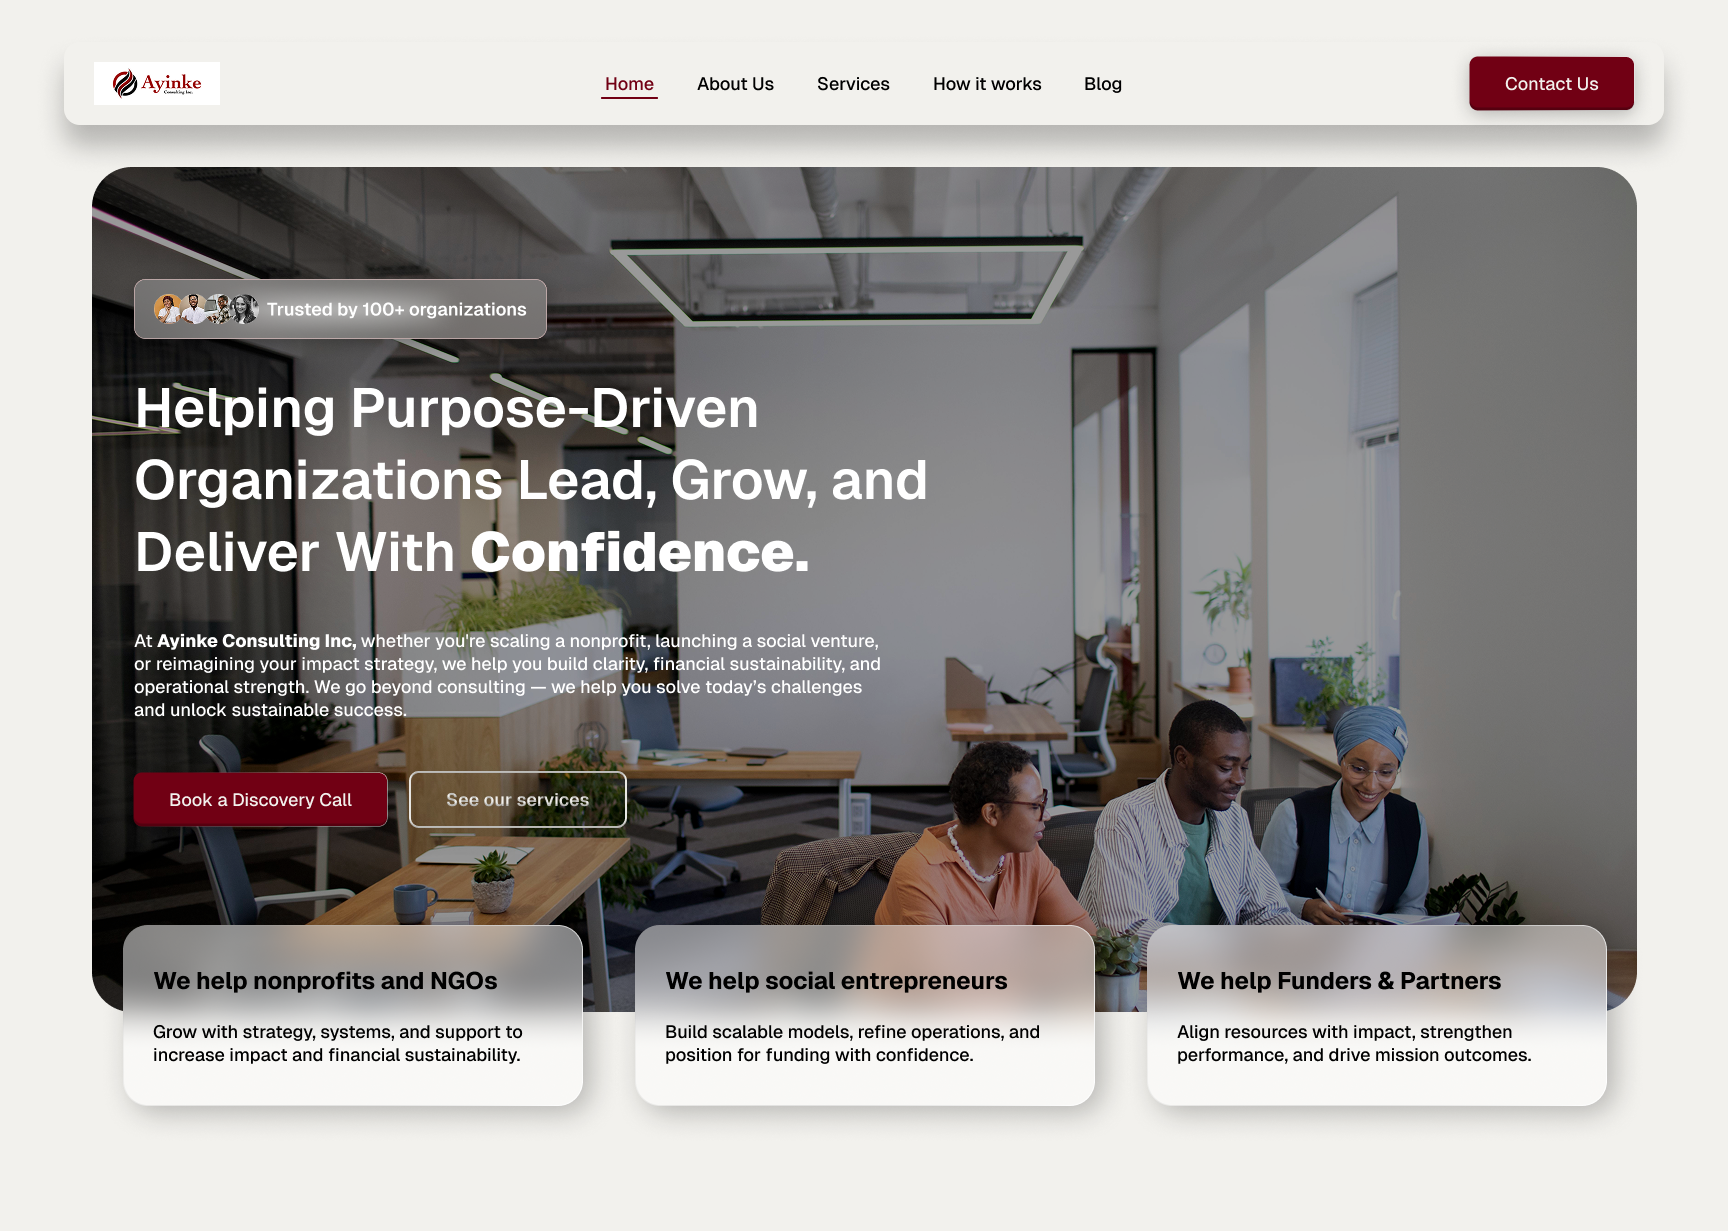 Ayinke
Consulting Inc.
Home
About Us
Services
How it works
Blog
Contact Us
Trusted by 100+ organizations
Helping Purpose-Driven
Organizations Lead, Grow, and
Deliver With Confidence.
At Ayinke Consulting Inc, whether you're scaling a nonprofit, launching a social venture,
or reimagining your impact strategy, we help you build clarity, financial sustainability, and
operational strength. We go beyond consulting — we help you solve today’s challenges
and unlock sustainable success.
Book a Discovery Call
See our services
We help nonprofits and NGOs
Grow with strategy, systems, and support to
increase impact and financial sustainability.
We help social entrepreneurs
Build scalable models, refine operations, and
position for funding with confidence.
We help Funders & Partners
Align resources with impact, strengthen
performance, and drive mission outcomes.